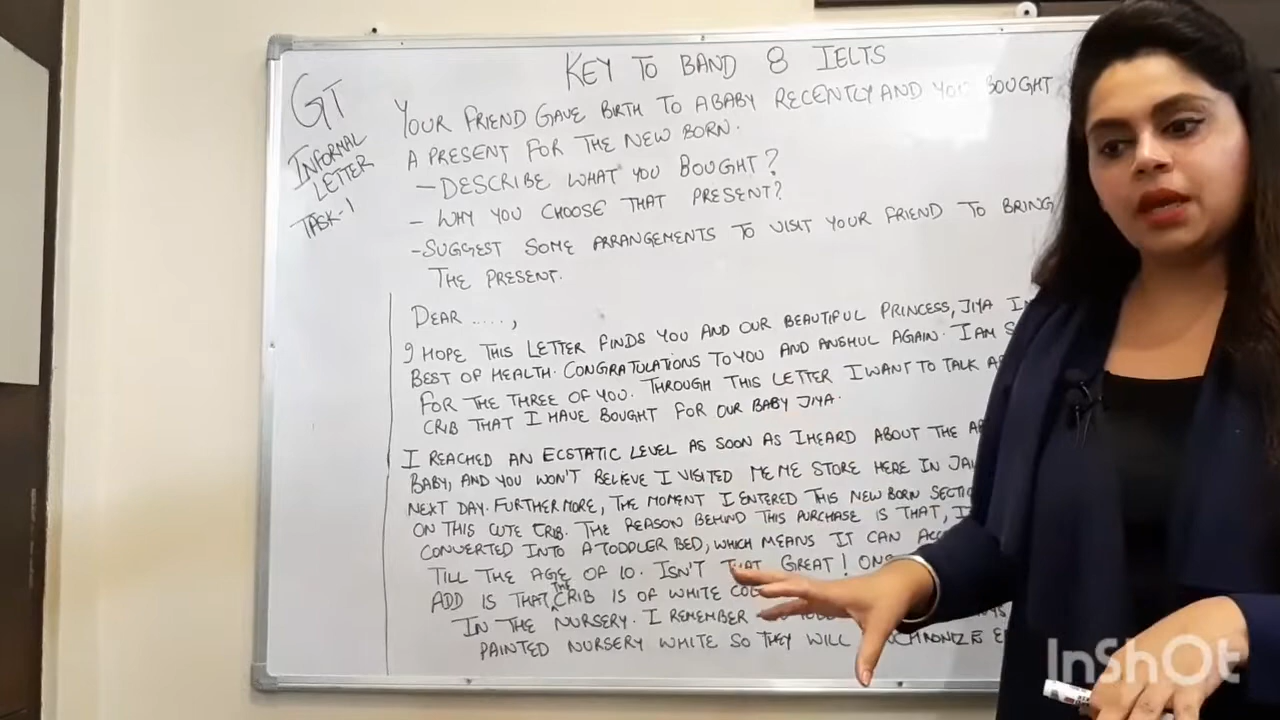 KEY TO BAND 8 IELTS
GT
INFORMAL
LETTER
TASK-1
YOUR FRIEND GAVE BIRTH TO A BABY RECENTLY AND YOU BOUGHT
A PRESENT FOR THE NEW BORN.
- DESCRIBE WHAT YOU BOUGHT?
- WHY YOU CHOOSE THAT PRESENT?
- SUGGEST SOME ARRANGEMENTS TO VISIT YOUR FRIEND TO BRING
THE PRESENT.
DEAR .....,
I HOPE THIS LETTER FINDS YOU AND OUR BEAUTIFUL PRINCESS, JIYA IN
BEST OF HEALTH. CONGRATULATIONS TO YOU AND ANSHUL AGAIN. I AM
FOR THE THREE OF YOU. THROUGH THIS LETTER I WANT TO TALK
CRIB THAT I HAVE BOUGHT FOR OUR BABY JIYA.
I REACHED AN ECSTATIC LEVEL AS SOON AS I HEARD ABOUT THE
BABY, AND YOU WON'T BELIEVE I VISITED ME ME STORE HERE IN
NEXT DAY. FURTHERMORE, THE MOMENT I ENTERED THIS NEW BORN
ON THIS CUTE CRIB. THE REASON BEHIND THIS PURCHASE IS THAT,
CONVERTED INTO A TODDLER BED, WHICH MEANS IT CAN
TILL THE AGE OF 10. ISN'T THAT GREAT!
ADD IS THAT THE CRIB IS OF WHITE
IN THE NURSERY. I REMEMBER
PAINTED NURSERY WHITE SO THEY WILL
InShOt